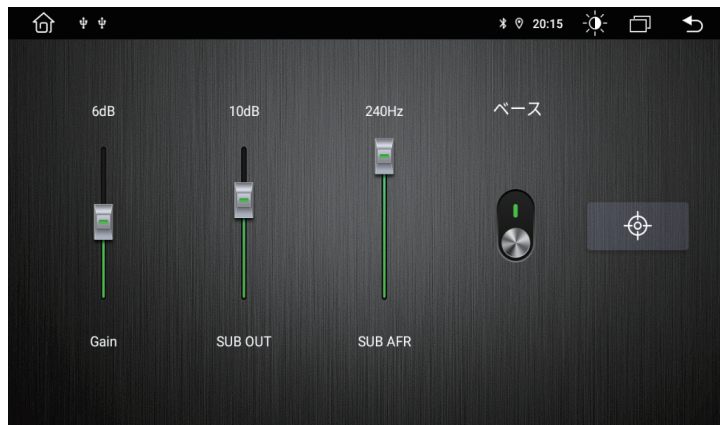 20:15
6dB
10dB
240Hz
ベース
Gain
SUB OUT
SUB AFR